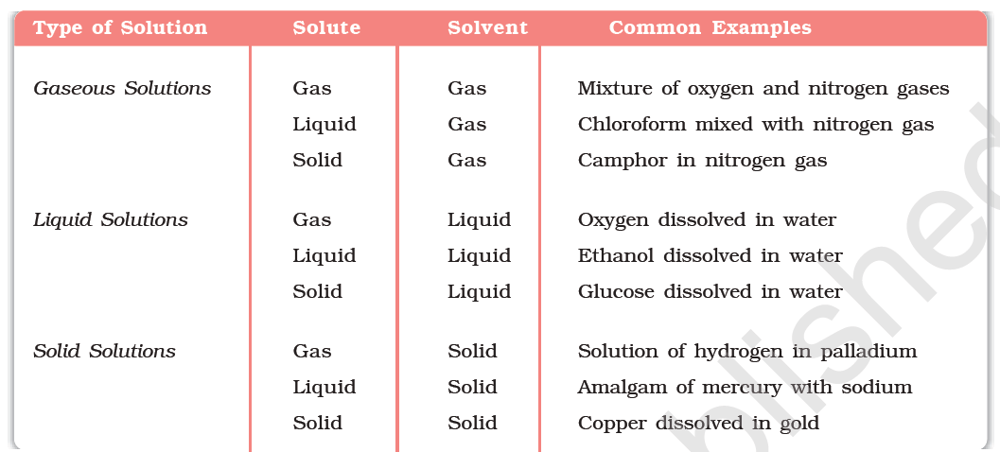 Type of Solution Solute Solvent Common Examples
Gaseous Solutions Gas Gas Mixture of oxygen and nitrogen gases
Liquid Gas Chloroform mixed with nitrogen gas
Solid Gas Camphor in nitrogen gas
Liquid Solutions Gas Liquid Oxygen dissolved in water
Liquid Liquid Ethanol dissolved in water
Solid Liquid Glucose dissolved in water
Solid Solutions Gas Solid Solution of hydrogen in palladium
Liquid Solid Amalgam of mercury with sodium
Solid Solid Copper dissolved in gold
blished